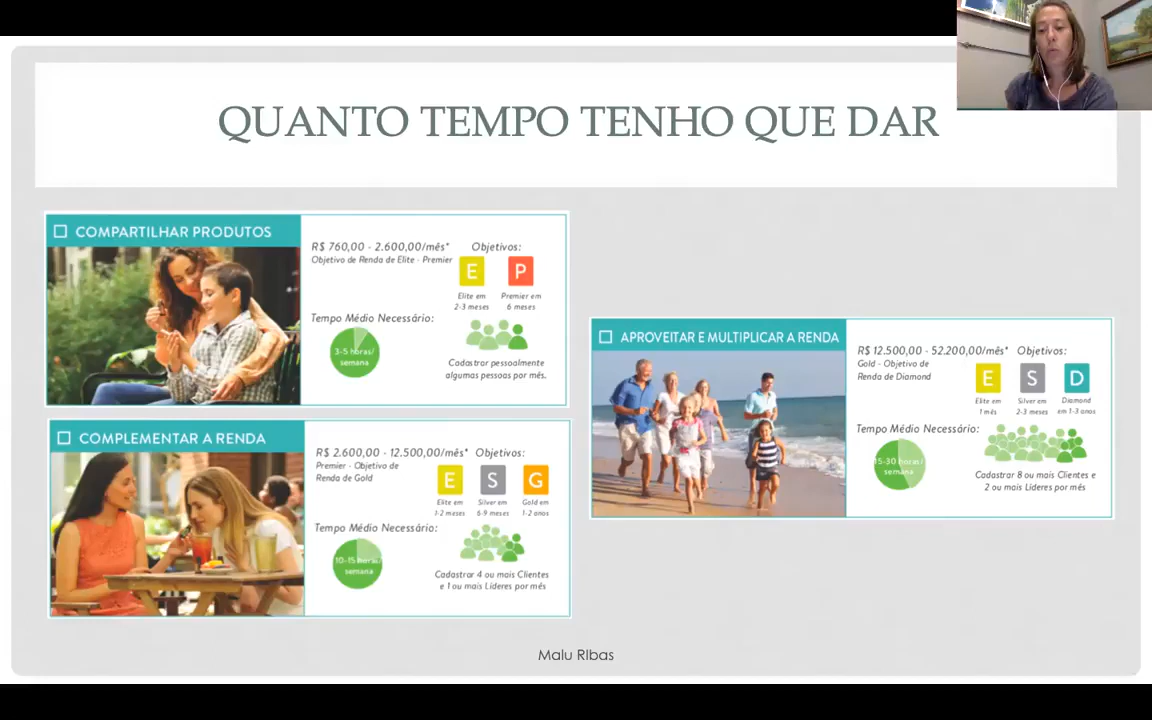 QUANTO TEMPO TENHO QUE DAR
COMPARTILHAR PRODUTOS
R$ 760,00 - 2.600,00/mês*
Objetivo de Renda de Elite - Premier
Objetivos:
E P
Elite em
2-3 meses
Premier em
6 meses
Tempo Médio Necessário:
3-5 horas/
semana
Cadastrar pessoalmente
algumas pessoas por mês.
COMPLEMENTAR A RENDA
R$ 2.600,00 - 12.500,00/mês*
Premier - Objetivo de
Renda de Gold
Objetivos:
E S G
Elite em
1-2 meses
Silver em
6-9 meses
Gold em
1-2 anos
Tempo Médio Necessário:
10-15 horas/
semana
Cadastrar 4 ou mais Clientes
e 1 ou mais Líderes por mês
APROVEITAR E MULTIPLICAR A RENDA
R$ 12.500,00 - 52.200,00/mês*
Gold - Objetivo de
Renda de Diamond
Objetivos:
E S D
Elite em
1 mês
Silver em
2-3 meses
Diamond
em 1-3 anos
Tempo Médio Necessário:
15-30 horas/
semana
Cadastrar 8 ou mais Clientes e
2 ou mais Líderes por mês
Malu RIbas